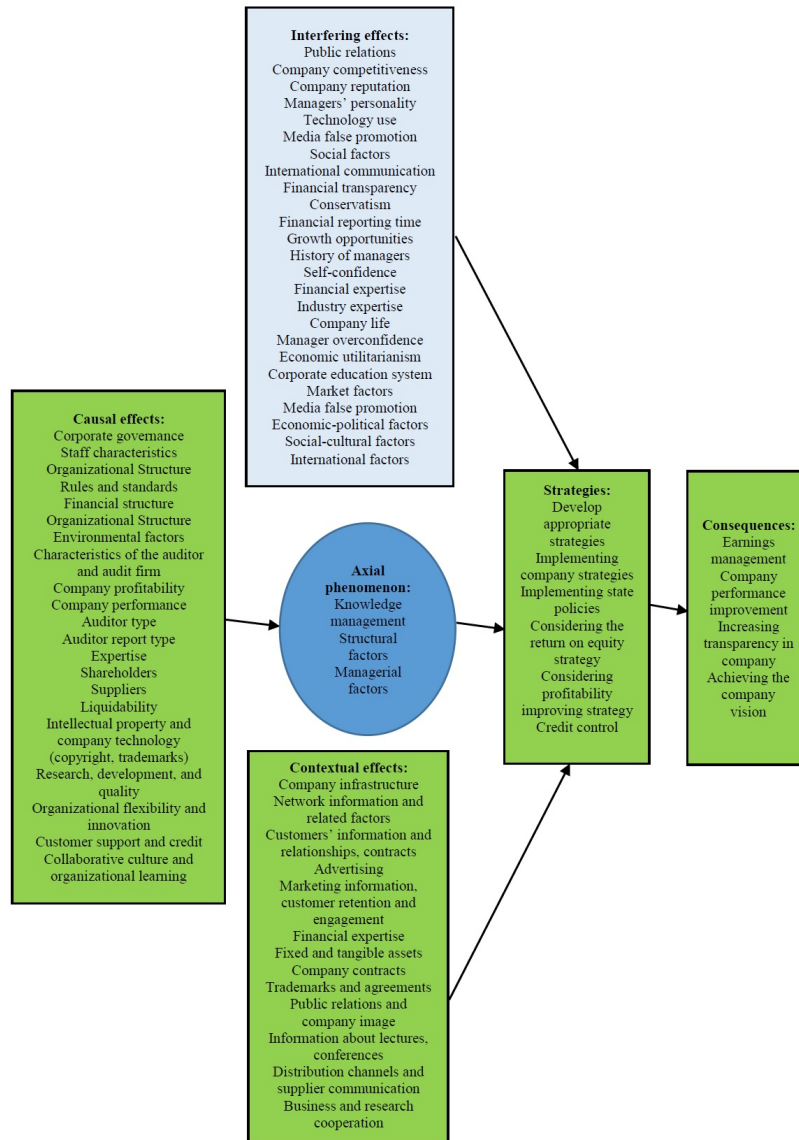 Interfering effects:
Public relations
Company competitiveness
Company reputation
Managers’ personality
Technology use
Media false promotion
Social factors
International communication
Financial transparency
Conservatism
Financial reporting time
Growth opportunities
History of managers
Self-confidence
Financial expertise
Industry expertise
Company life
Manager overconfidence
Economic utilitarianism
Corporate education system
Market factors
Media false promotion
Economic-political factors
Social-cultural factors
International factors
Causal effects:
Corporate governance
Staff characteristics
Organizational Structure
Rules and standards
Financial structure
Organizational Structure
Environmental factors
Characteristics of the auditor
and audit firm
Company profitability
Company performance
Auditor type
Auditor report type
Expertise
Shareholders
Suppliers
Liquidability
Intellectual property and
company technology
(copyright, trademarks)
Research, development, and
quality
Organizational flexibility and
innovation
Customer support and credit
Collaborative culture and
organizational learning
Axial
phenomenon:
Knowledge
management
Structural
factors
Managerial
factors
Contextual effects:
Company infrastructure
Network information and
related factors
Customers’ information and
relationships, contracts
Advertising
Marketing information,
customer retention and
engagement
Financial expertise
Fixed and tangible assets
Company contracts
Trademarks and agreements
Public relations and
company image
Information about lectures,
conferences
Distribution channels and
supplier communication
Business and research
cooperation
Strategies:
Develop
appropriate
strategies
Implementing
company strategies
Implementing state
policies
Considering the
return on equity
strategy
Considering
profitability
improving strategy
Credit control
Consequences:
Earnings
management
Company
performance
improvement
Increasing
transparency in
company
Achieving the
company
vision